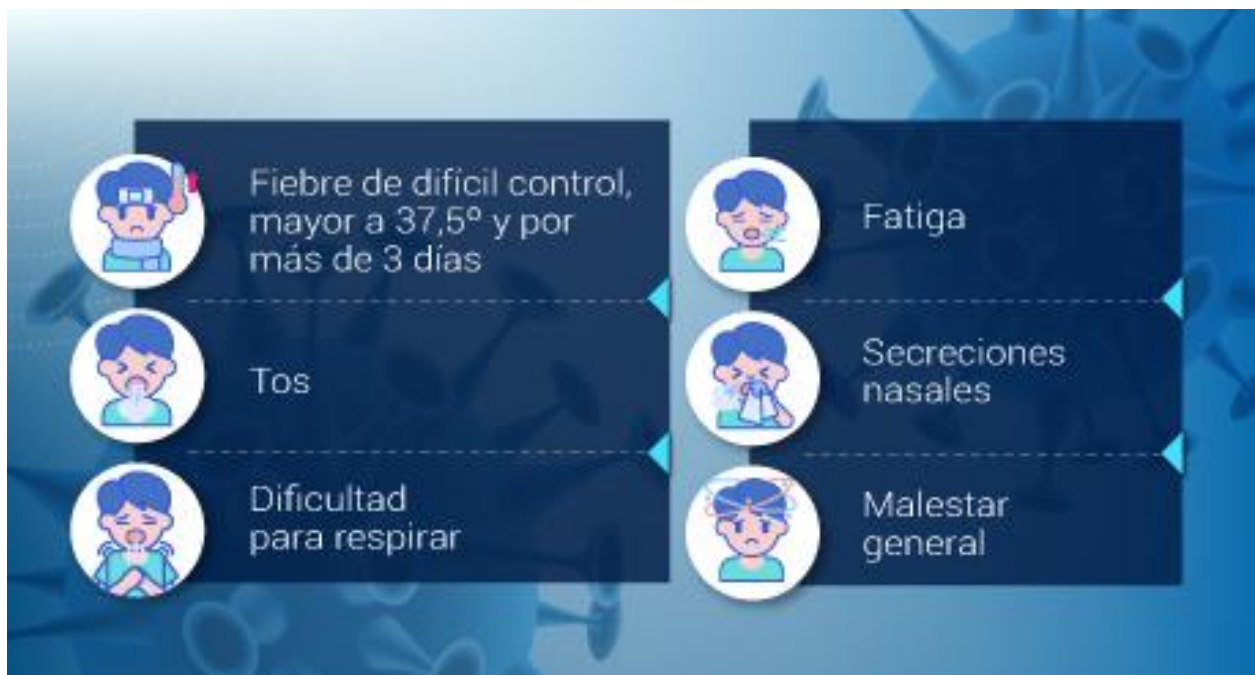 Fiebre de difícil control,
mayor a 37,5º y por
más de 3 días
Tos
Dificultad
para respirar
Fatiga
Secreciones
nasales
Malestar
general